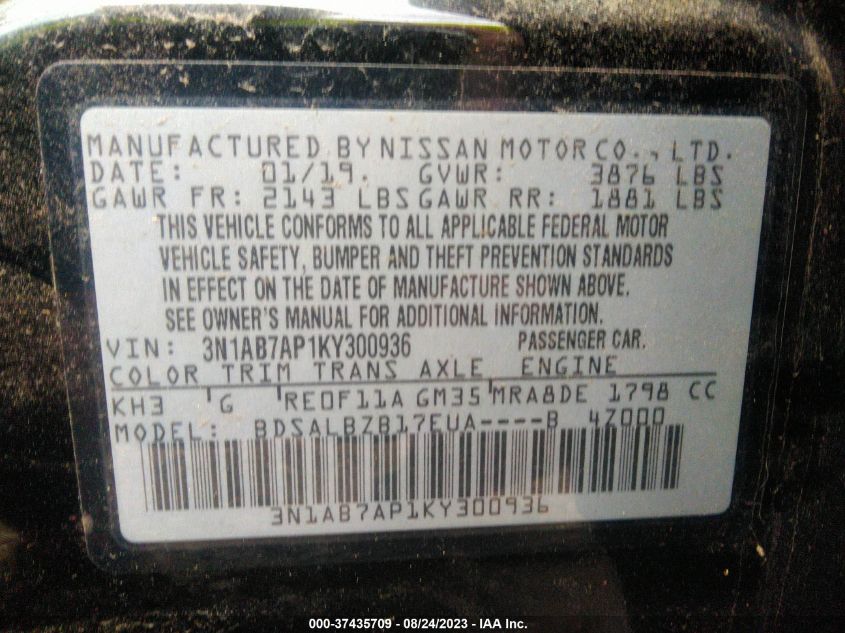 MANUFACTURED BY NISSAN MOTOR CO., LTD.
DATE: 01/19. GVWR: 3876 LBS
GAWR FR: 2143 LBS GAWR RR: 1881 LBS
THIS VEHICLE CONFORMS TO ALL APPLICABLE FEDERAL MOTOR
VEHICLE SAFETY, BUMPER AND THEFT PREVENTION STANDARDS
IN EFFECT ON THE DATE OF MANUFACTURE SHOWN ABOVE.
SEE OWNER'S MANUAL FOR ADDITIONAL INFORMATION.
VIN: 3N1AB7AP1KY300936 PASSENGER CAR.
COLOR TRIM TRANS AXLE ENGINE
KH3 'G 'RE0F11A GM35 'MRA8DE 1798 CC
MODEL: BDSALBZB17EUA----B 4Z000
3N1AB7AP1KY300936
000-37435709 - 08/24/2023 - IAA Inc.